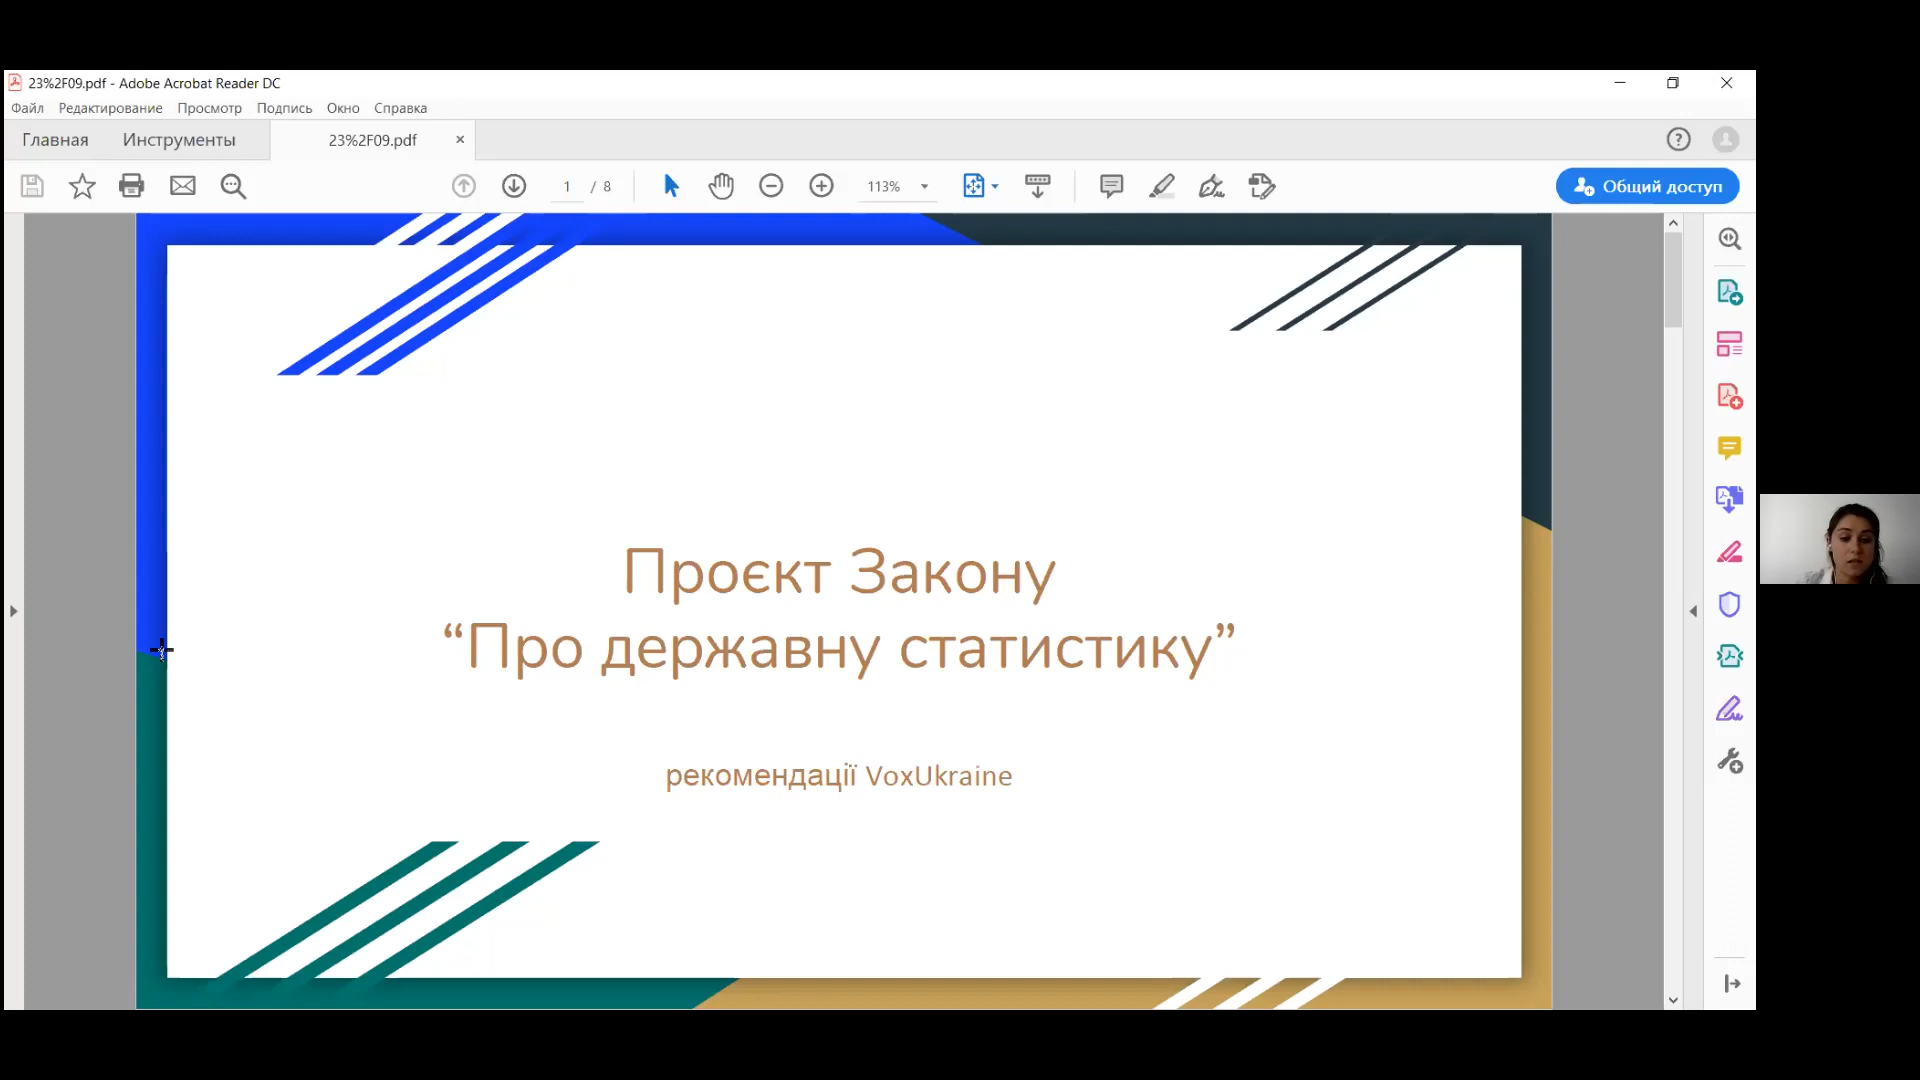 23%2F09.pdf - Adobe Acrobat Reader DC
Файл Редактирование Просмотр Подпись Окно Справка
Главная Инструменты 23%2F09.pdf
1 / 8 113% Общий доступ
Проєкт Закону
“Про державну статистику”
рекомендації VoxUkraine